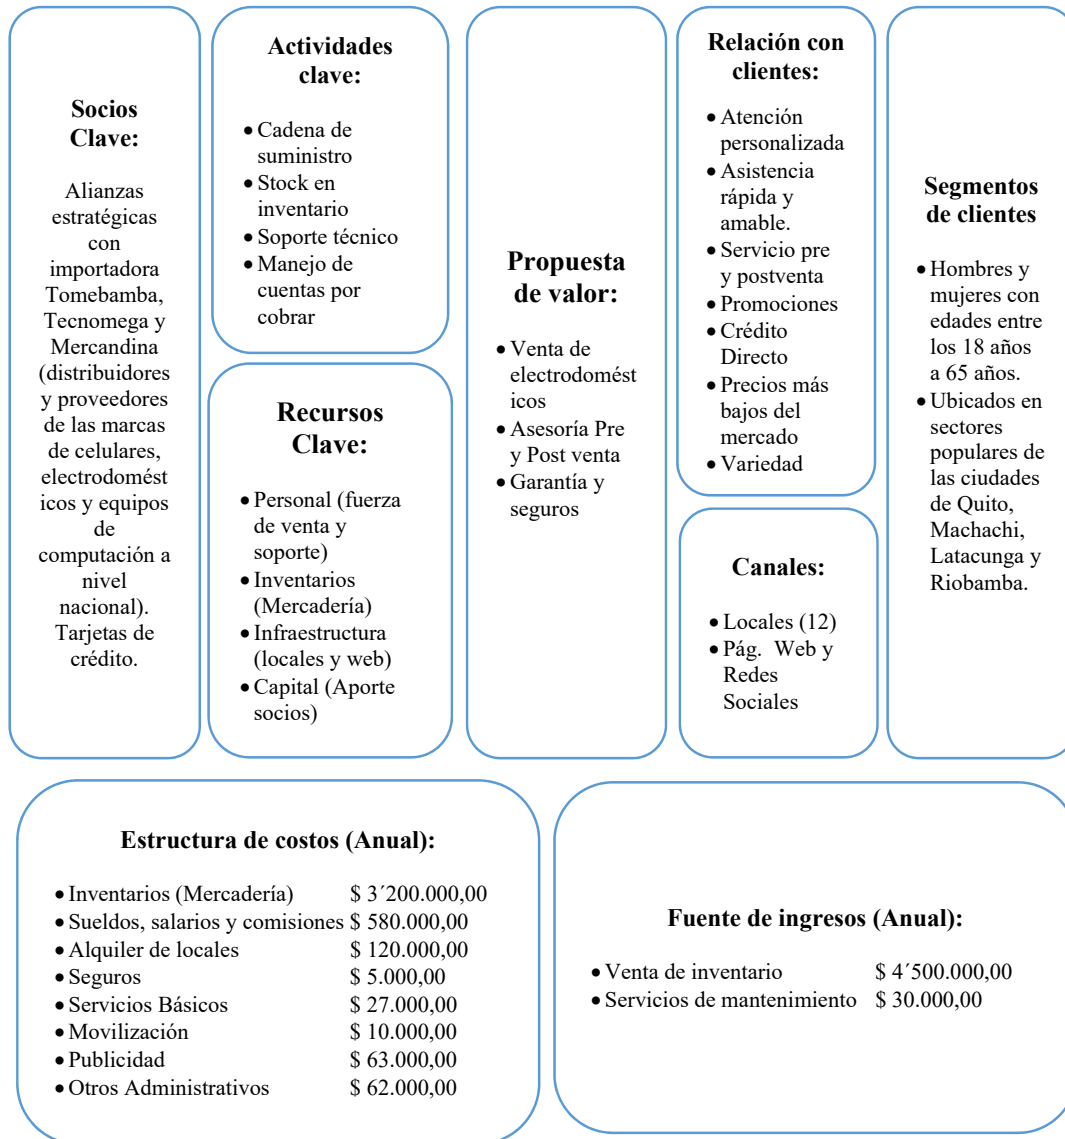 Socios
Clave:
Alianzas
estratégicas
con
importadora
Tomebamba,
Tecnomega y
Mercandina
(distribuidores
y proveedores
de las marcas
de celulares,
electrodomést
icos y equipos
de
computación a
nivel
nacional).
Tarjetas de
crédito.
Actividades
clave:
• Cadena de
suministro
• Stock en
inventario
• Soporte técnico
• Manejo de
cuentas por
cobrar
Recursos
Clave:
• Personal (fuerza
de venta y
soporte)
• Inventarios
(Mercadería)
• Infraestructura
(locales y web)
• Capital (Aporte
socios)
Propuesta
de valor:
• Venta de
electrodomést
icos
• Asesoría Pre
y Post venta
• Garantía y
seguros
Relación con
clientes:
• Atención
personalizada
• Asistencia
rápida y
amable.
• Servicio pre
y postventa
• Promociones
• Crédito
Directo
• Precios más
bajos del
mercado
• Variedad
Canales:
• Locales (12)
• Pág. Web y
Redes
Sociales
Segmentos
de clientes
• Hombres y
mujeres con
edades entre
los 18 años
a 65 años.
• Ubicados en
sectores
populares de
las ciudades
de Quito,
Machachi,
Latacunga y
Riobamba.
Estructura de costos (Anual):
• Inventarios (Mercadería) $ 3´200.000,00
• Sueldos, salarios y comisiones $ 580.000,00
• Alquiler de locales $ 120.000,00
• Seguros $ 5.000,00
• Servicios Básicos $ 27.000,00
• Movilización $ 10.000,00
• Publicidad $ 63.000,00
• Otros Administrativos $ 62.000,00
Fuente de ingresos (Anual):
• Venta de inventario $ 4´500.000,00
• Servicios de mantenimiento $ 30.000,00